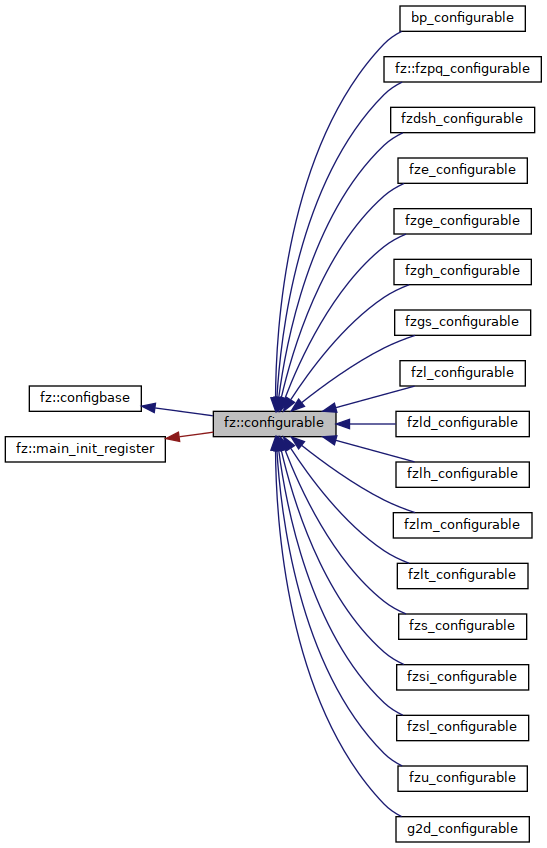 bp_configurable
fz::fzpq_configurable
fzdsh_configurable
fze_configurable
fzge_configurable
fzgh_configurable
fzgs_configurable
fzl_configurable
fz::configbase
fz::configurable
fzld_configurable
fz::main_init_register
fzlh_configurable
fzlm_configurable
fzlt_configurable
fzs_configurable
fzsi_configurable
fzsl_configurable
fzu_configurable
g2d_configurable